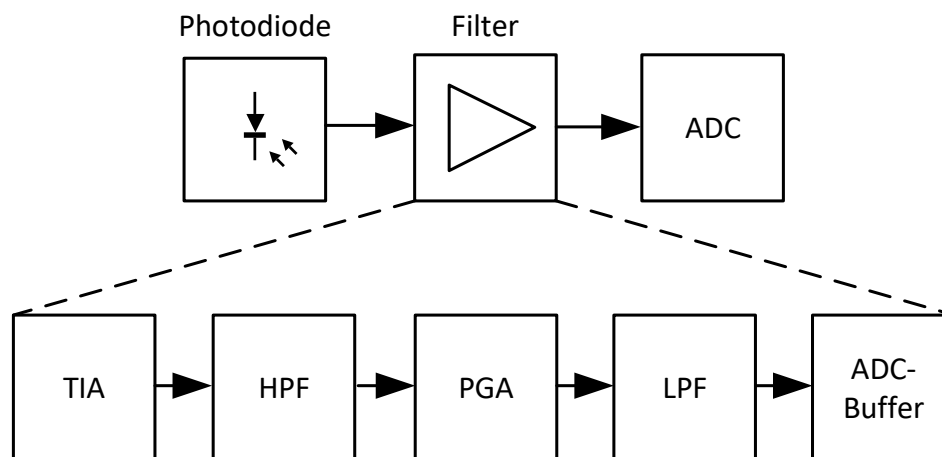 Photodiode
Filter
ADC
TIA
HPF
PGA
LPF
ADC-
Buffer